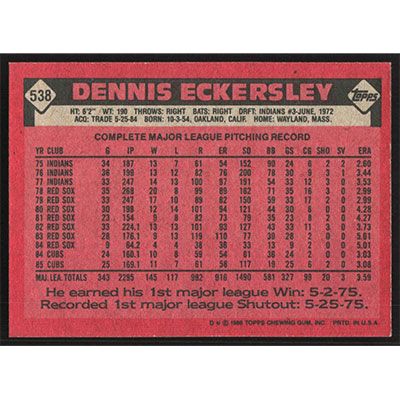 538
DENNIS ECKERSLEY
Topps
HT: 6'2" WT: 190 THROWS: RIGHT BATS: RIGHT DRFT: INDIANS #3-JUNE, 1972
ACQ: TRADE, 5-25-84 BORN: 10-3-54, OAKLAND, CALIF. HOME: WAYLAND, MASS.
COMPLETE MAJOR LEAGUE PITCHING RECORD
YR CLUB G IP W L R ER SO BB GS CG SHO SV ERA
75 INDIANS 34 187 13 7 61 54 152 90 24 6 2 2 2.60
76 INDIANS 36 199 13 12 82 76 200 78 30 9 3 1 3.44
77 INDIANS 33 247 14 13 100 97 191 54 33 12 3 0 3.53
78 RED SOX 35 268 20 8 99 89 162 71 35 16 3 0 2.99
79 RED SOX 33 247 17 10 89 82 150 59 33 17 2 0 2.99
80 RED SOX 30 198 12 14 101 94 121 44 30 8 0 0 4.27
81 RED SOX 23 154 9 8 82 73 79 35 23 8 2 0 4.27
82 RED SOX 33 224.1 13 13 101 93 127 43 33 11 3 0 3.73
83 RED SOX 28 176.1 9 13 119 110 77 39 28 2 0 0 5.61
84 RED SOX 9 64.2 4 4 38 36 33 13 9 2 0 0 5.01
84 CUBS 24 160.1 10 8 59 54 81 36 24 2 0 0 3.03
85 CUBS 25 169.1 11 7 61 58 117 19 25 6 2 0 3.08
MAJ.LEA. TOTALS 343 2295 145 117 992 916 1490 581 327 98 20 3 3.59
He earned his 1st major league Win: 5-2-75.
Recorded 1st major league Shutout: 5-25-75.
D* © 1986 TOPPS CHEWING GUM, INC. PRTD. IN U.S.A.